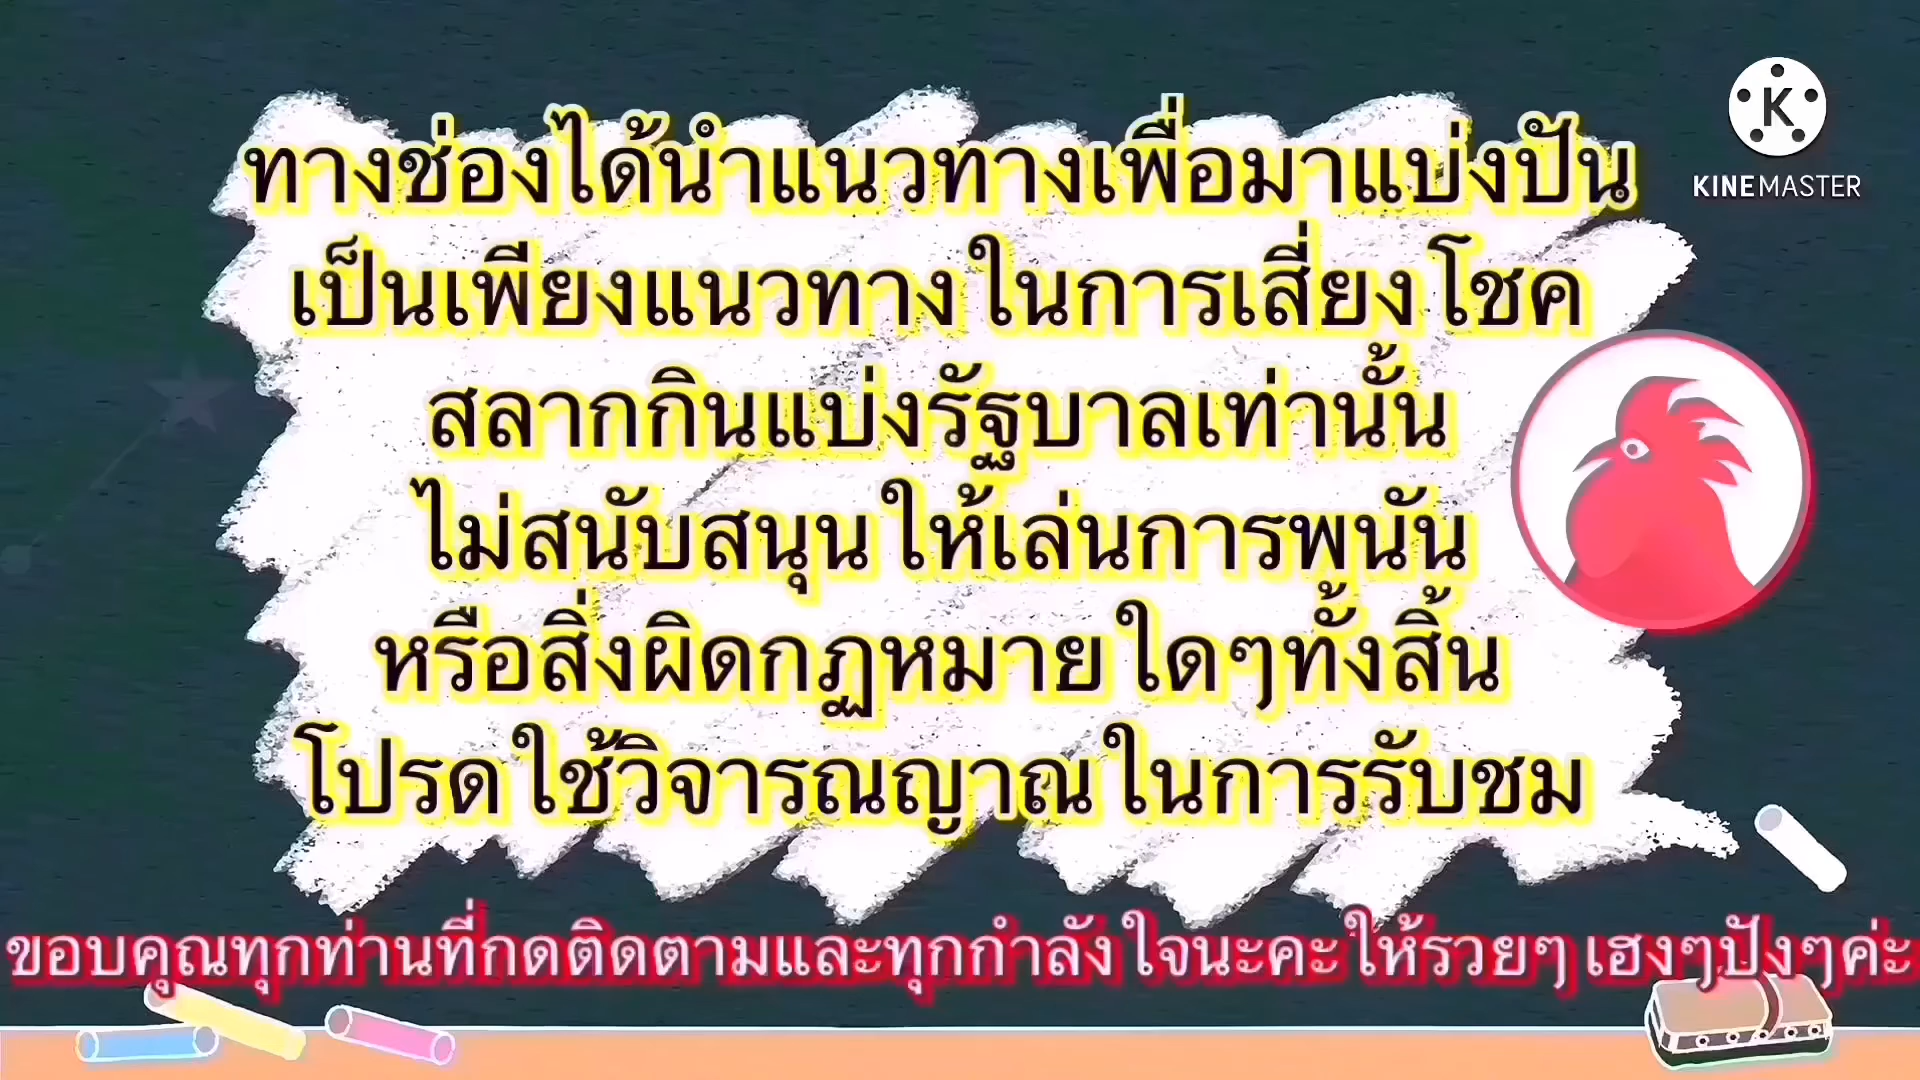 K
KINEMASTER
ทางช่องได้นำแนวทางเพื่อมาแบ่งปัน
เป็นเพียงแนวทางในการเสี่ยงโชค
สลากกินแบ่งรัฐบาลเท่านั้น
ไม่สนับสนุนให้เล่นการพนัน
หรือสิ่งผิดกฏหมายใดๆทั้งสิ้น
โปรดใช้วิจารณญาณในการรับชม
ขอบคุณทุกท่านที่กดติดตามและทุกกำลังใจนะคะให้รวยๆเฮงๆปังๆค่ะ